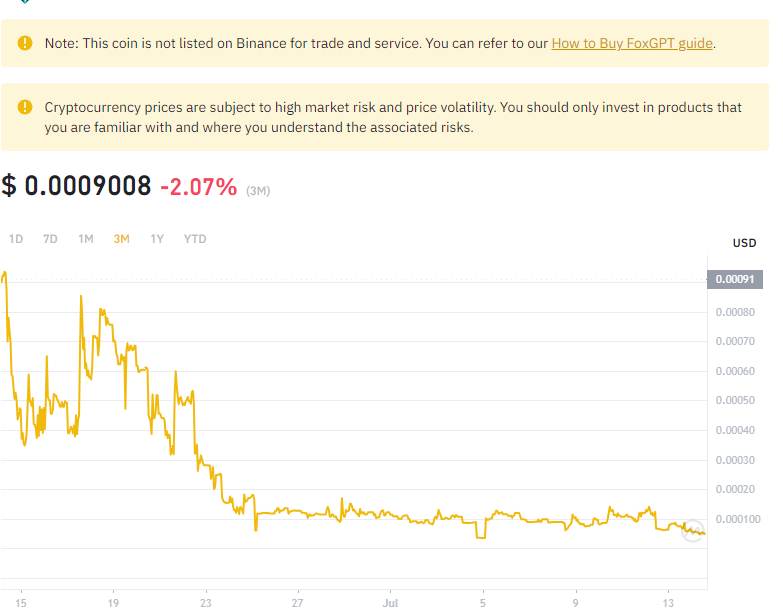 Note: This coin is not listed on Binance for trade and service. You can refer to our How to Buy FoxGPT guide.
Cryptocurrency prices are subject to high market risk and price volatility. You should only invest in products that
you are familiar with and where you understand the associated risks.
$ 0.0009008 -2.07% (3M)
1D 7D 1M 3M 1Y YTD
USD
0.00091
0.00080
0.00070
0.00060
0.00050
0.00040
0.00030
0.00020
0.000100
15 19 23 27 Jul 5 9 13